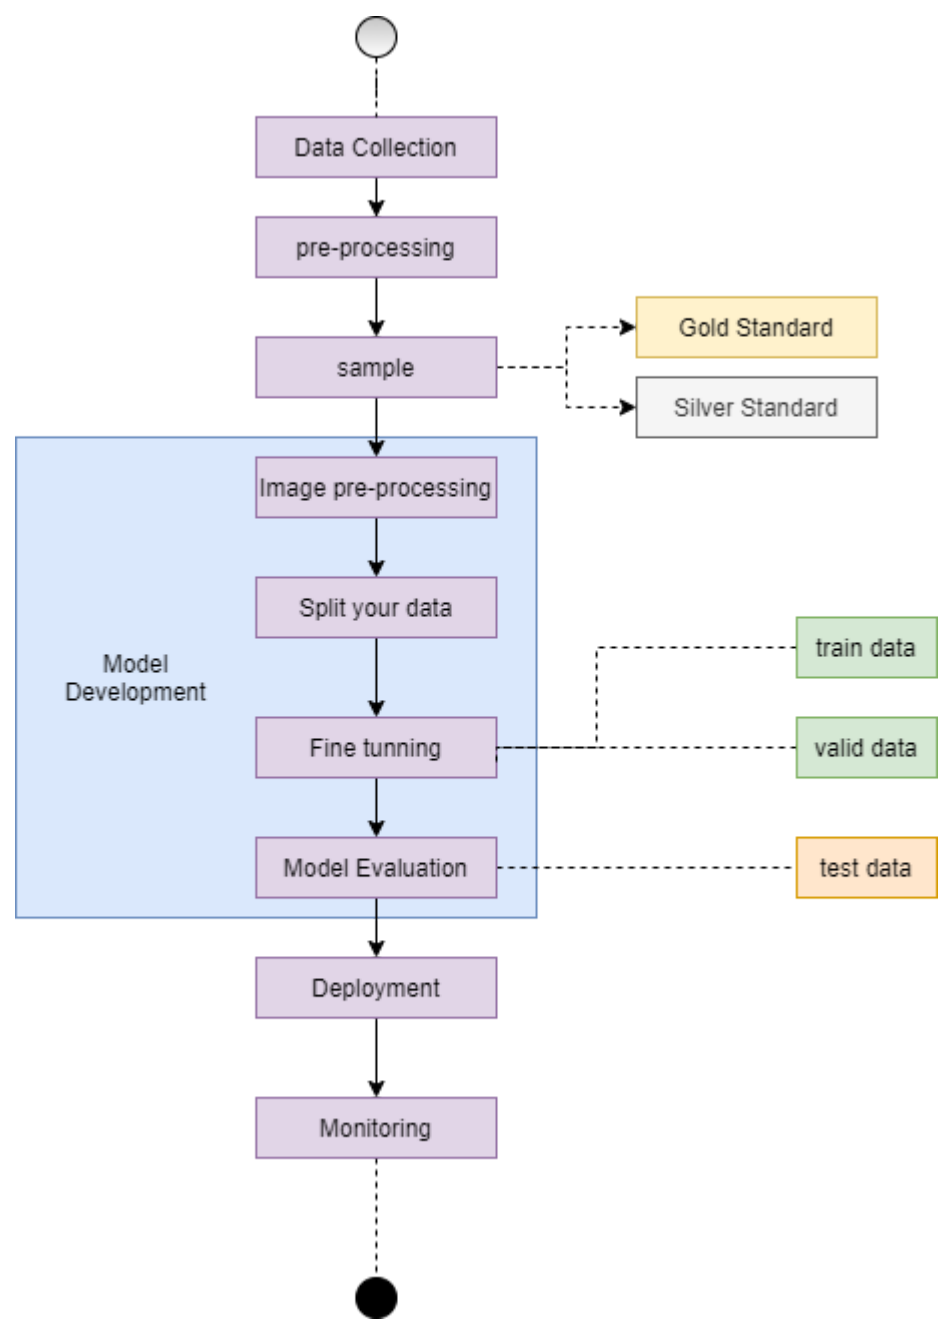 Data Collection
pre-processing
Gold Standard
sample
Silver Standard
Image pre-processing
Split your data
train data
Model
Development
Fine tunning
valid data
Model Evaluation
test data
Deployment
Monitoring